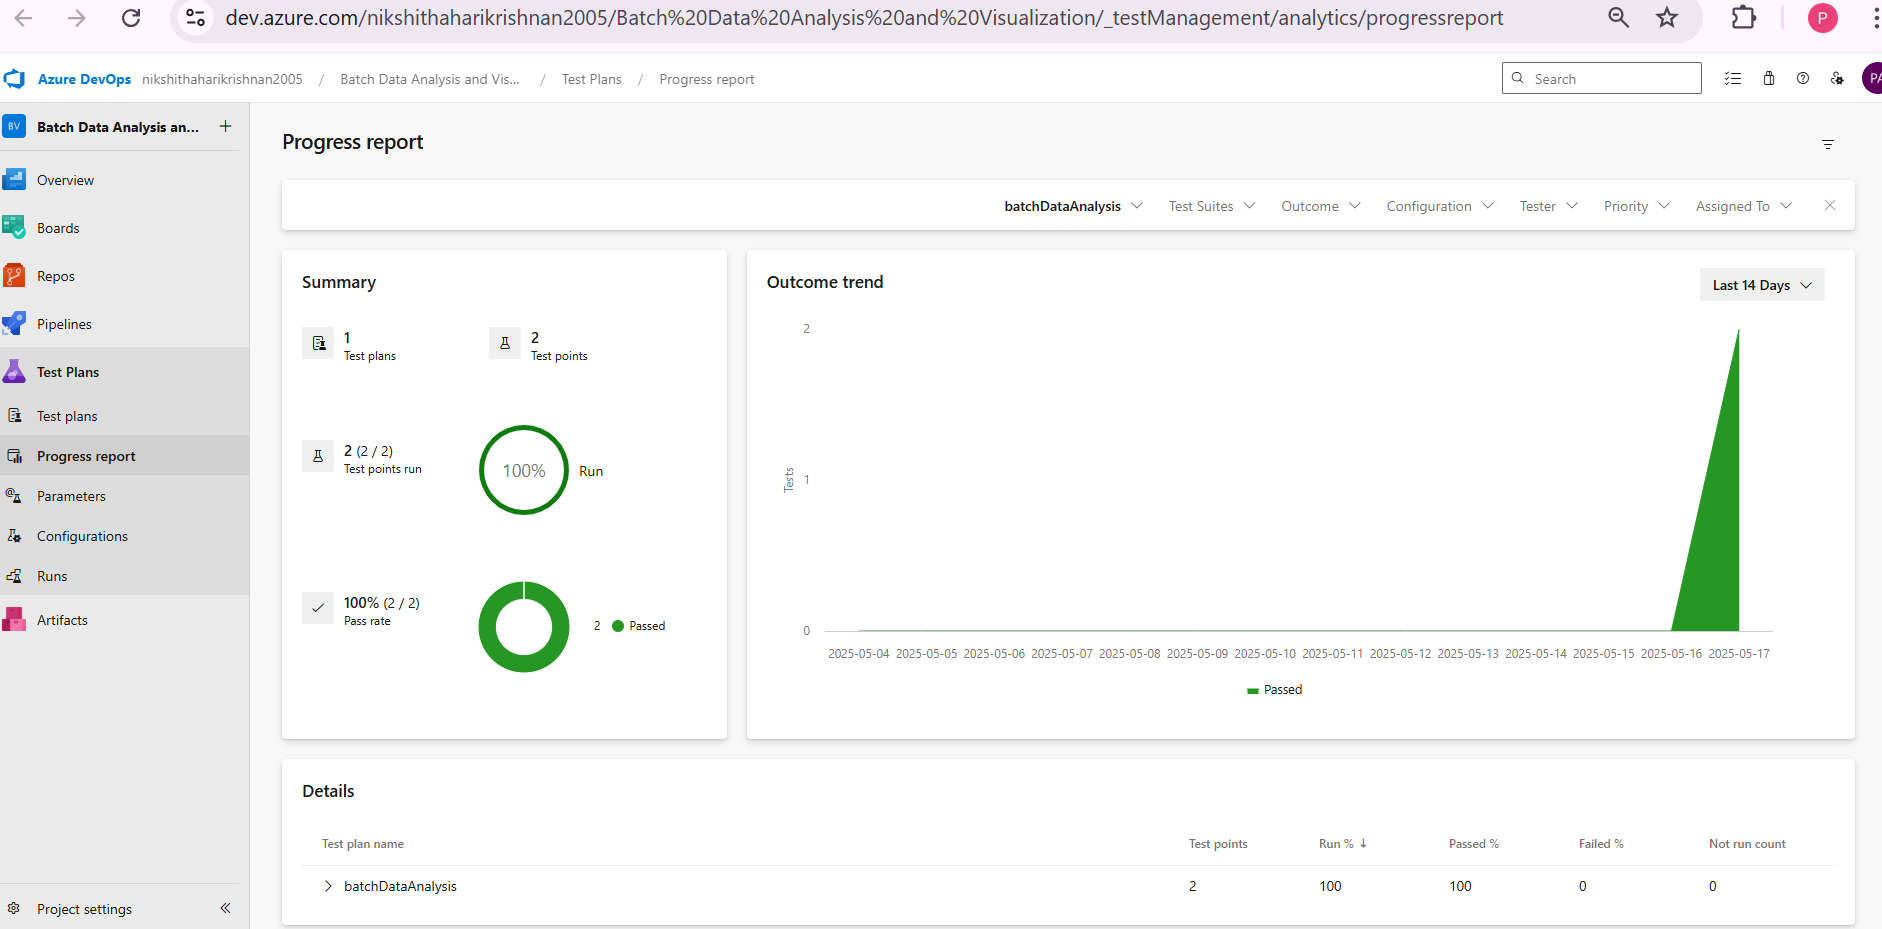 dev.azure.com/nikshithaharikrishnan2005/Batch%20Data%20Analysis%20and%20Visualization/_testManagement/analytics/progressreport
P
Azure DevOps nikshithaharikrishnan2005 / Batch Data Analysis and Vis... / Test Plans / Progress report
Search
PA
BV Batch Data Analysis an... +
Overview
Boards
Repos
Pipelines
Test Plans
Test plans
Progress report
Parameters
Configurations
Runs
Artifacts
Project settings
Progress report
batchDataAnalysis Test Suites Outcome Configuration Tester Priority Assigned To
Summary
1
Test plans
2
Test points
2 (2 / 2)
Test points run
100%
Run
100% (2 / 2)
Pass rate
2 Passed
Outcome trend
Last 14 Days
2
1
0
Tests
2025-05-04 2025-05-05 2025-05-06 2025-05-07 2025-05-08 2025-05-09 2025-05-10 2025-05-11 2025-05-12 2025-05-13 2025-05-14 2025-05-15 2025-05-16 2025-05-17
Passed
Details
Test plan name Test points Run % Passed % Failed % Not run count
batchDataAnalysis 2 100 100 0 0